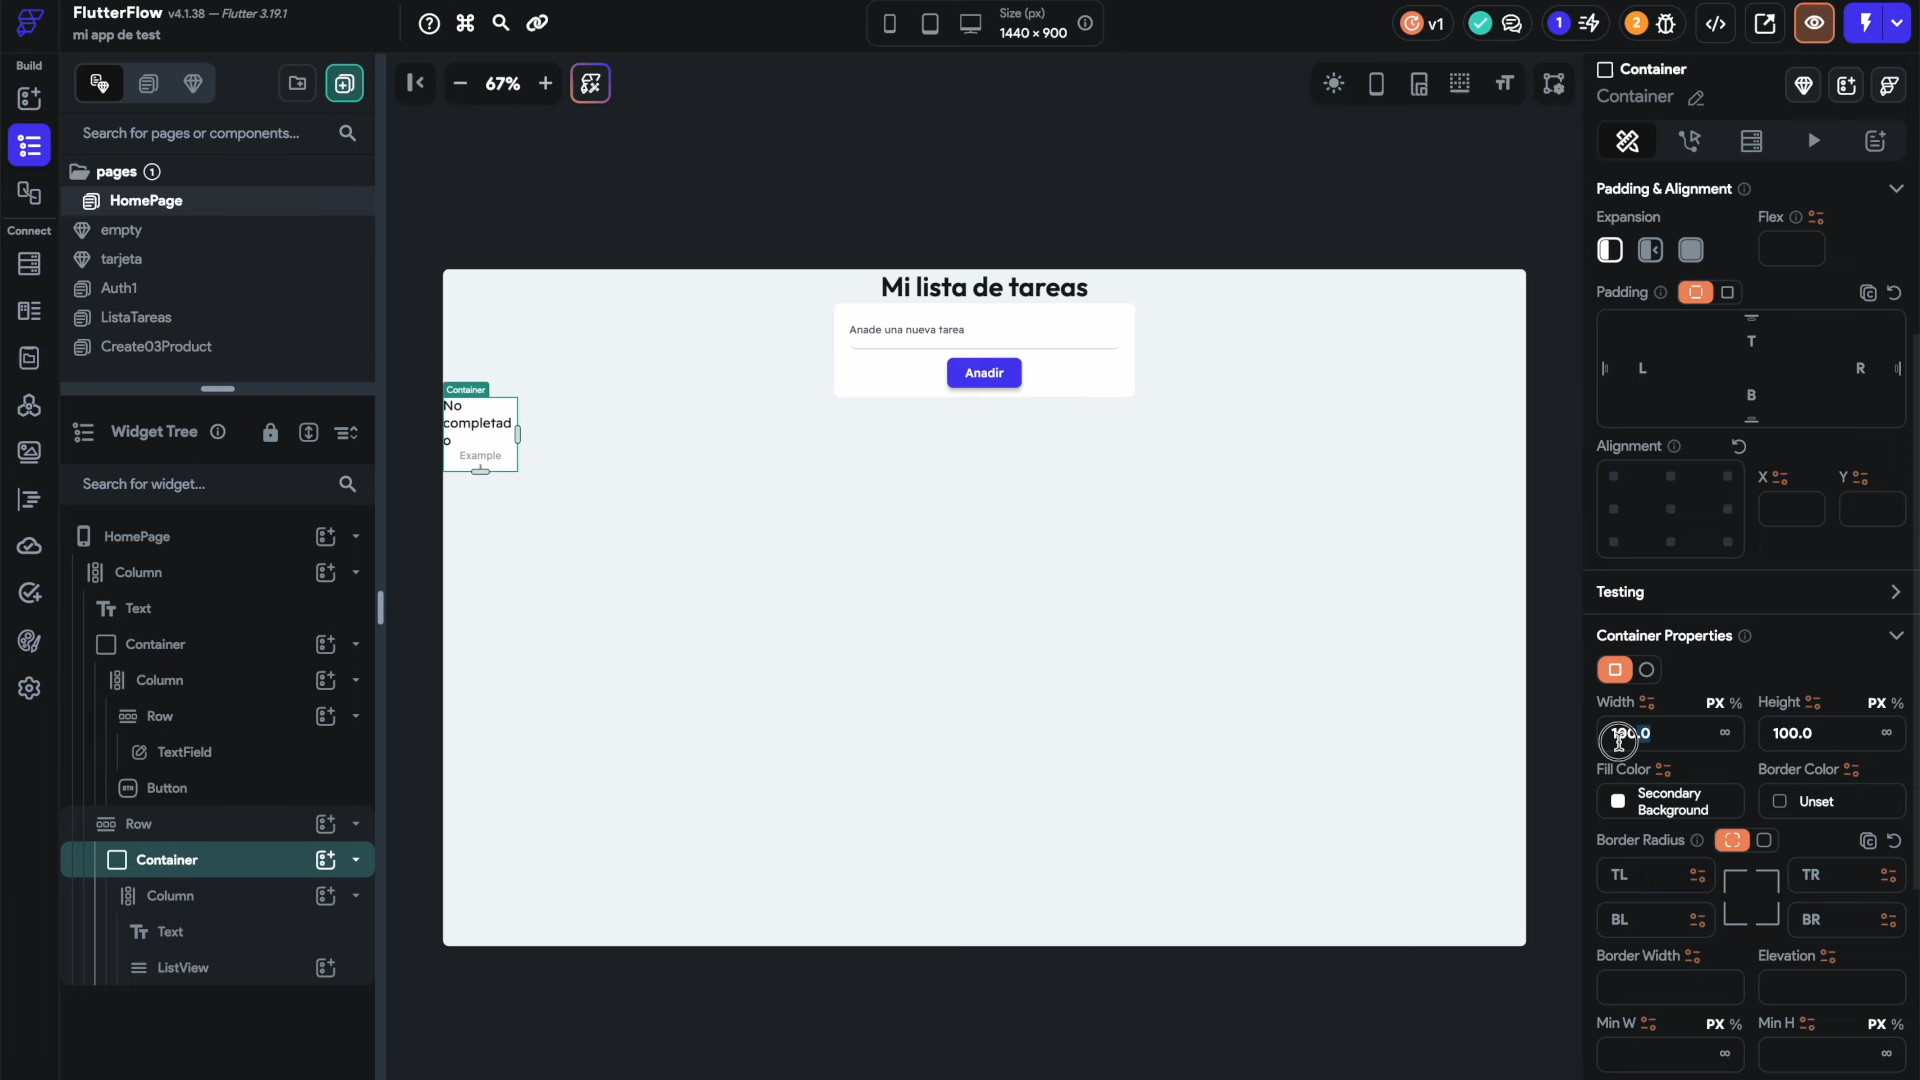 FlutterFlow v4.1.38 — Flutter 3.19.1
mi app de test
Size (px)
1440 × 900
v1
1
2
Build
67%
Search for pages or components...
pages 1
HomePage
empty
tarjeta
Auth1
ListaTareas
Create03Product
Connect
Widget Tree
Search for widget...
HomePage
Column
Text
Container
Column
Row
TextField
Button
Row
Container
Column
Text
ListView
Mi lista de tareas
Anade una nueva tarea
Anadir
Container
No
completad
o
Example
Container
Container
Padding & Alignment
Expansion
Flex
Padding
T
L
R
B
Alignment
X
Y
Testing
Container Properties
Width PX %
Height PX %
100.0 ∞
100.0 ∞
Fill Color
Border Color
Secondary
Background
Unset
Border Radius
TL
TR
BL
BR
Border Width
Elevation
Min W PX %
Min H PX %
∞
∞